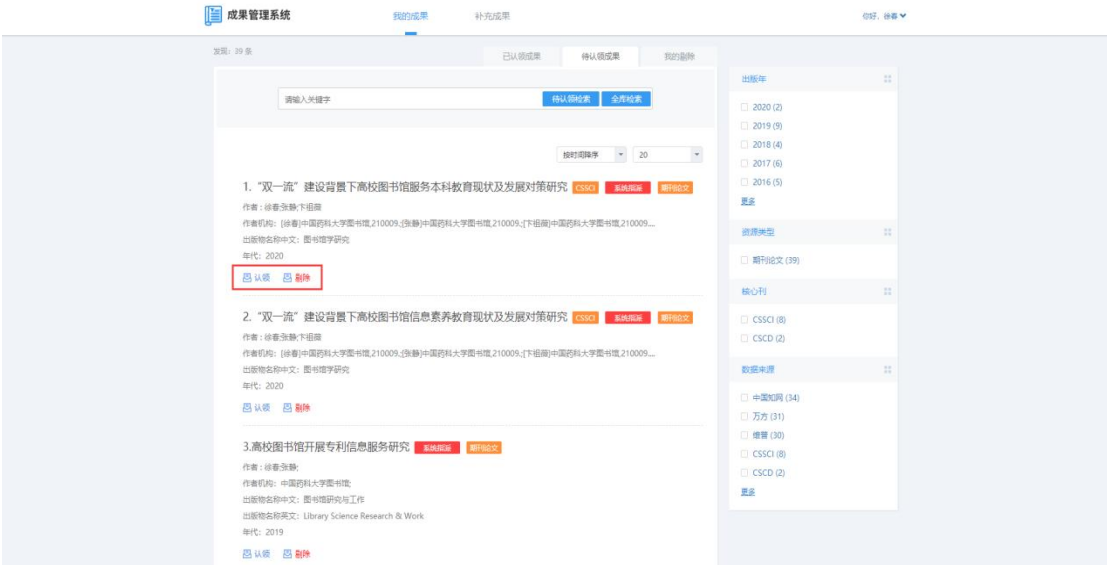 成果管理系统
我的成果
补充成果
你好，徐春
发现：39 条
已认领成果
待认领成果
我的剔除
请输入关键字
待认领检索
全库检索
按时间降序
20
1.“双一流”建设背景下高校图书馆服务本科教育现状及发展对策研究 CSSCI 系统指派 期刊论文
作者：徐春;张静;卞祖薇
作者机构：[徐春]中国药科大学图书馆,210009.;[张静]中国药科大学图书馆,210009.;[卞祖薇]中国药科大学图书馆,210009....
出版物名称中文：图书馆学研究
年代：2020
认领 剔除
2.“双一流”建设背景下高校图书馆信息素养教育现状及发展对策研究 CSSCI 系统指派 期刊论文
作者：徐春;张静;卞祖薇
作者机构：[徐春]中国药科大学图书馆,210009.;[张静]中国药科大学图书馆,210009.;[卞祖薇]中国药科大学图书馆,210009....
出版物名称中文：图书馆学研究
年代：2020
认领 剔除
3.高校图书馆开展专利信息服务研究 系统指派 期刊论文
作者：徐春;张静;
作者机构：中国药科大学图书馆;
出版物名称中文：图书馆研究与工作
出版物名称英文：Library Science Research & Work
年代：2019
认领 剔除
出版年
2020 (2)
2019 (9)
2018 (4)
2017 (6)
2016 (5)
更多
资源类型
期刊论文 (39)
核心刊
CSSCI (8)
CSCD (2)
数据来源
中国知网 (34)
万方 (31)
维普 (30)
CSSCI (8)
CSCD (2)
更多